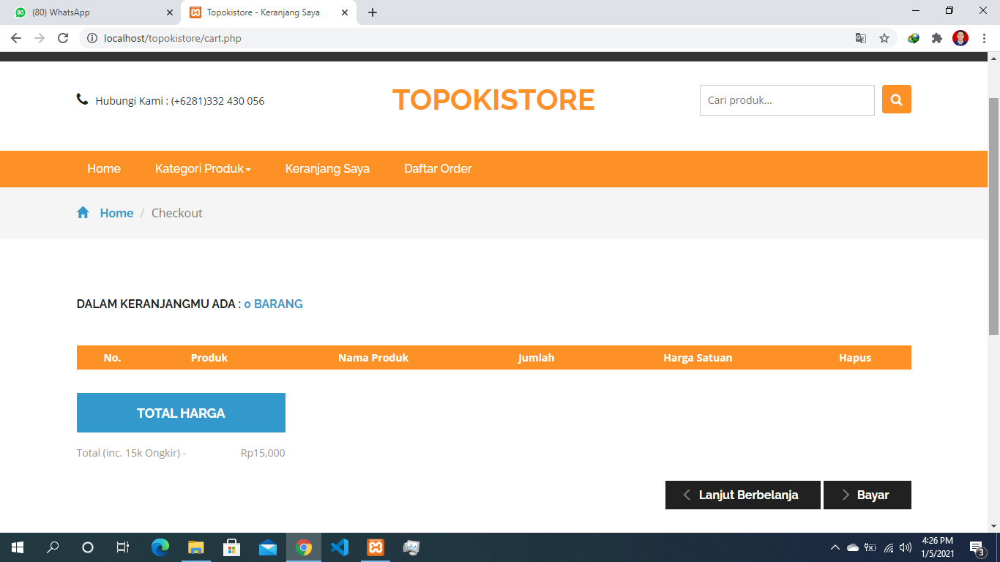 (80) WhatsApp
Topokistore - Keranjang Saya
localhost/topokistore/cart.php
Hubungi Kami : (+6281)332 430 056
TOPOKISTORE
Cari produk...
Home Kategori Produk Keranjang Saya Daftar Order
Home / Checkout
DALAM KERANJANGMU ADA : 0 BARANG
No. Produk Nama Produk Jumlah Harga Satuan Hapus
TOTAL HARGA
Total (inc. 15k Ongkir) - Rp15,000
Lanjut Berbelanja Bayar
4:26 PM
1/5/2021
3